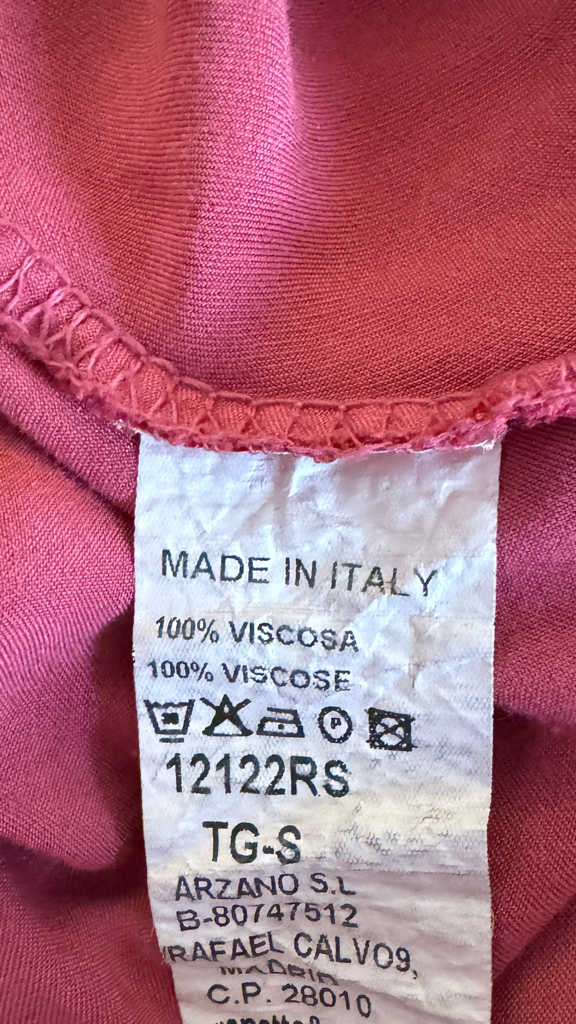 MADE IN ITALY
100% VISCOSA
100% VISCOSE
P
12122RS
TG-S
ARZANO S.L
B-80747512
RAFAEL CALVO9,
MADRID
C.P. 28010